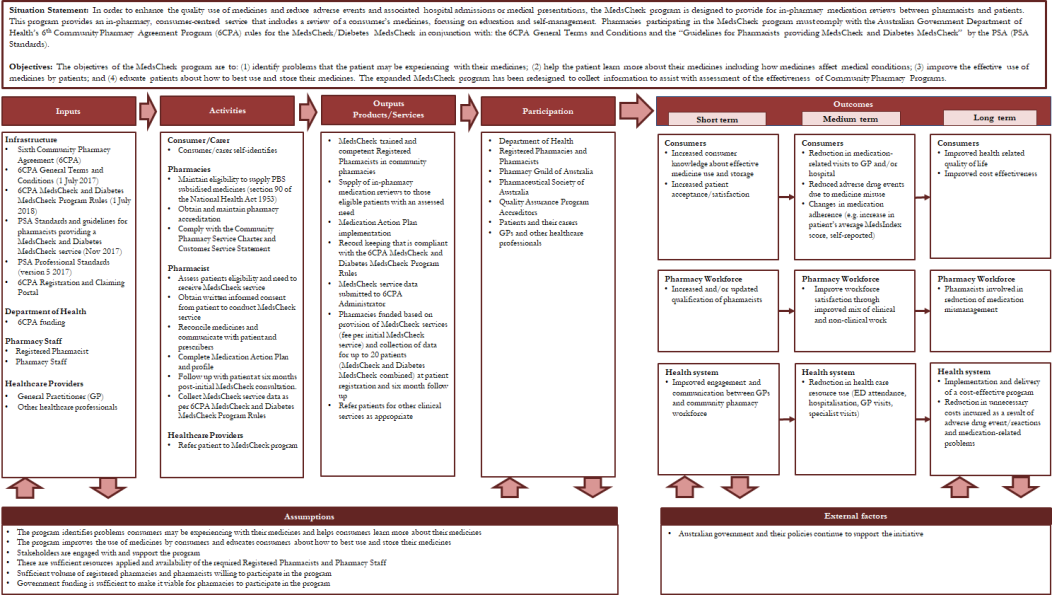 Situation Statement: In order to enhance the quality use of medicines and reduce adverse events and associated hospital admissions or medical presentations, the MedsCheck program is designed to provide for in-pharmacy medication reviews between pharmacists and patients.
This program provides an in-pharmacy, consumer-centred service that includes a review of a consumer's medicines, focusing on education and self-management. Pharmacies participating in the MedsCheck program must comply with the Australian Government Department of
Health's 6th Community Pharmacy Agreement Program (6CPA) rules for the MedsCheck/Diabetes MedsCheck in conjunction with: the 6CPA General Terms and Conditions and the "Guidelines for Pharmacists providing MedsCheck and Diabetes MedsCheck" by the PSA (PSA
Standards).
Objectives: The objectives of the MedsCheck program are to: (1) identify problems that the patient may be experiencing with their medicines; (2) help the patient learn more about their medicines including how medicines affect medical conditions; (3) improve the effective use of
medicines by patients; and (4) educate patients about how to best use and store their medicines. The expanded MedsCheck program has been redesigned to collect information to assist with assessment of the effectiveness of Community Pharmacy Programs.
Inputs
Infrastructure
• Sixth Community Pharmacy
Agreement (6CPA)
• 6CPA General Terms and
Conditions (1 July 2017)
• 6CPA MedsCheck and Diabetes
MedsCheck Program Rules (1 July
2018)
• PSA Standards and guidelines for
pharmacists providing a
MedsCheck and Diabetes
MedsCheck service (Nov 2017)
• PSA Professional Standards
(version 5 2017)
• 6CPA Registration and Claiming
Portal
Department of Health
• 6CPA funding
Pharmacy Staff
• Registered Pharmacist
• Pharmacy Staff
Healthcare Providers
• General Practitioner (GP)
• Other healthcare professionals
Activities
Consumer/Carer
• Consumer/carer self-identifies
Pharmacies
• Maintain eligibility to supply PBS
subsidised medicines (section 90 of
the National Health Act 1953)
• Obtain and maintain pharmacy
accreditation
• Comply with the Community
Pharmacy Service Charter and
Customer Service Statement
Pharmacist
• Assess patients eligibility and need to
receive MedsCheck service
• Obtain written informed consent
from patient to conduct MedsCheck
service
• Reconcile medicines and
communicate with patient and
prescribers
• Complete Medication Action Plan
and profile
• Follow up with patient at six months
post-initial MedsCheck consultation.
• Collect MedsCheck service data as
per 6CPA MedsCheck and Diabetes
MedsCheck Program Rules
Healthcare Providers
• Refer patient to MedsCheck program
Outputs
Products/Services
• MedsCheck trained and
competent Registered
Pharmacists in community
pharmacies
• Supply of in-pharmacy
medication reviews to those
eligible patients with an assessed
need
• Medication Action Plan
implementation
• Record keeping that is compliant
with the 6CPA MedsCheck and
Diabetes MedsCheck Program
Rules
• MedsCheck service data
submitted to 6CPA
Administrator
• Pharmacies funded based on
provision of MedsCheck services
(fee per initial MedsCheck
service) and collection of data
for up to 20 patients
(MedsCheck and Diabetes
MedsCheck combined) at patient
registration and six month follow
up
• Refer patients for other clinical
services as appropriate
Participation
• Department of Health
• Registered Pharmacies and
Pharmacists
• Pharmacy Guild of Australia
• Pharmaceutical Society of
Australia
• Quality Assurance Program
Accreditors
• Patients and their carers
• GPs and other healthcare
professionals
Outcomes
Short term
Consumers
• Increased consumer
knowledge about effective
medicine use and storage
• Increased patient
acceptance/satisfaction
Pharmacy Workforce
• Increased and/or updated
qualification of pharmacists
Health system
• Improved engagement and
communication between GPs
and community pharmacy
workforce
Medium term
Consumers
• Reduction in medication-
related visits to GP and/or
hospital
• Reduced adverse drug events
due to medicine misuse
• Changes in medication
adherence (e.g. increase in
patient's average MedsIndex
score, self-reported)
Pharmacy Workforce
• Improve workforce
satisfaction through
improved mix of clinical
and non-clinical work
Health system
• Reduction in health care
resource use (ED attendance,
hospitalisation, GP visits,
specialist visits)
Long term
Consumers
• Improved health related
quality of life
• Improved cost effectiveness
Pharmacy Workforce
• Pharmacists involved in
reduction of medication
mismanagement
Health system
• Implementation and delivery
of a cost-effective program
• Reduction in unnecessary
costs incurred as a result of
adverse drug event/reactions
and medication-related
problems
Assumptions
• The program identifies problems consumers may be experiencing with their medicines and helps consumers learn more about their medicines
• The program improves the use of medicines by consumers and educates consumers about how to best use and store their medicines
• Stakeholders are engaged with and support the program
• There are sufficient resources applied and availability of the required Registered Pharmacists and Pharmacy Staff
• Sufficient volume of registered pharmacies and pharmacists willing to participate in the program
• Government funding is sufficient to make it viable for pharmacies to participate in the program
External factors
• Australian government and their policies continue to support the initiative